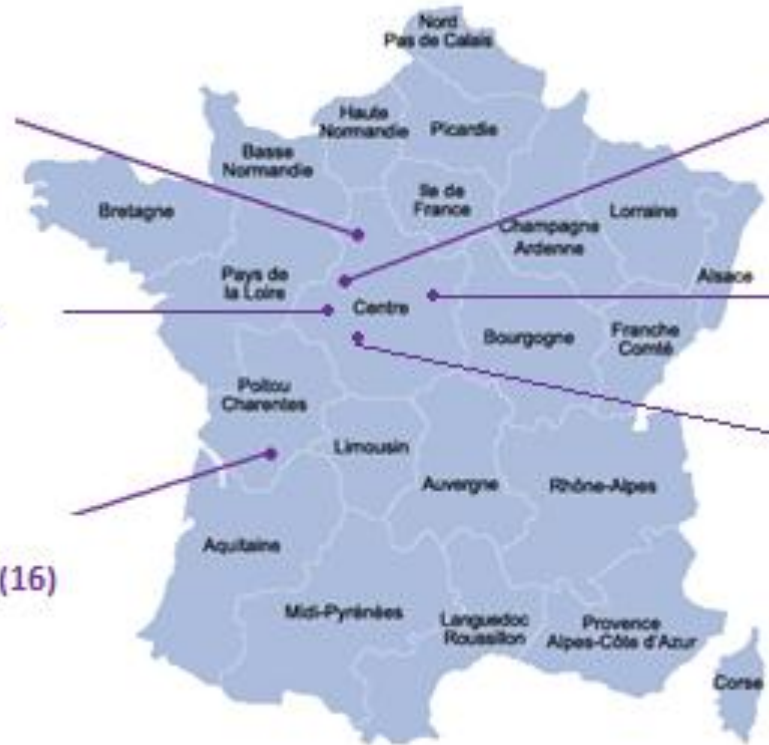 Nord
Pas de Calais
Haute
Normandie
Picardie
Basse
Normandie
Ile de
France
Bretagne
Champagne
Ardenne
Lorraine
Alsace
Pays de
la Loire
Centre
Bourgogne
Franche
Comté
Poitou
Charentes
Limousin
Auvergne
Rhône-Alpes
Aquitaine
(16)
Midi-Pyrénées
Languedoc
Roussillon
Provence
Alpes-Côte d'Azur
Corse